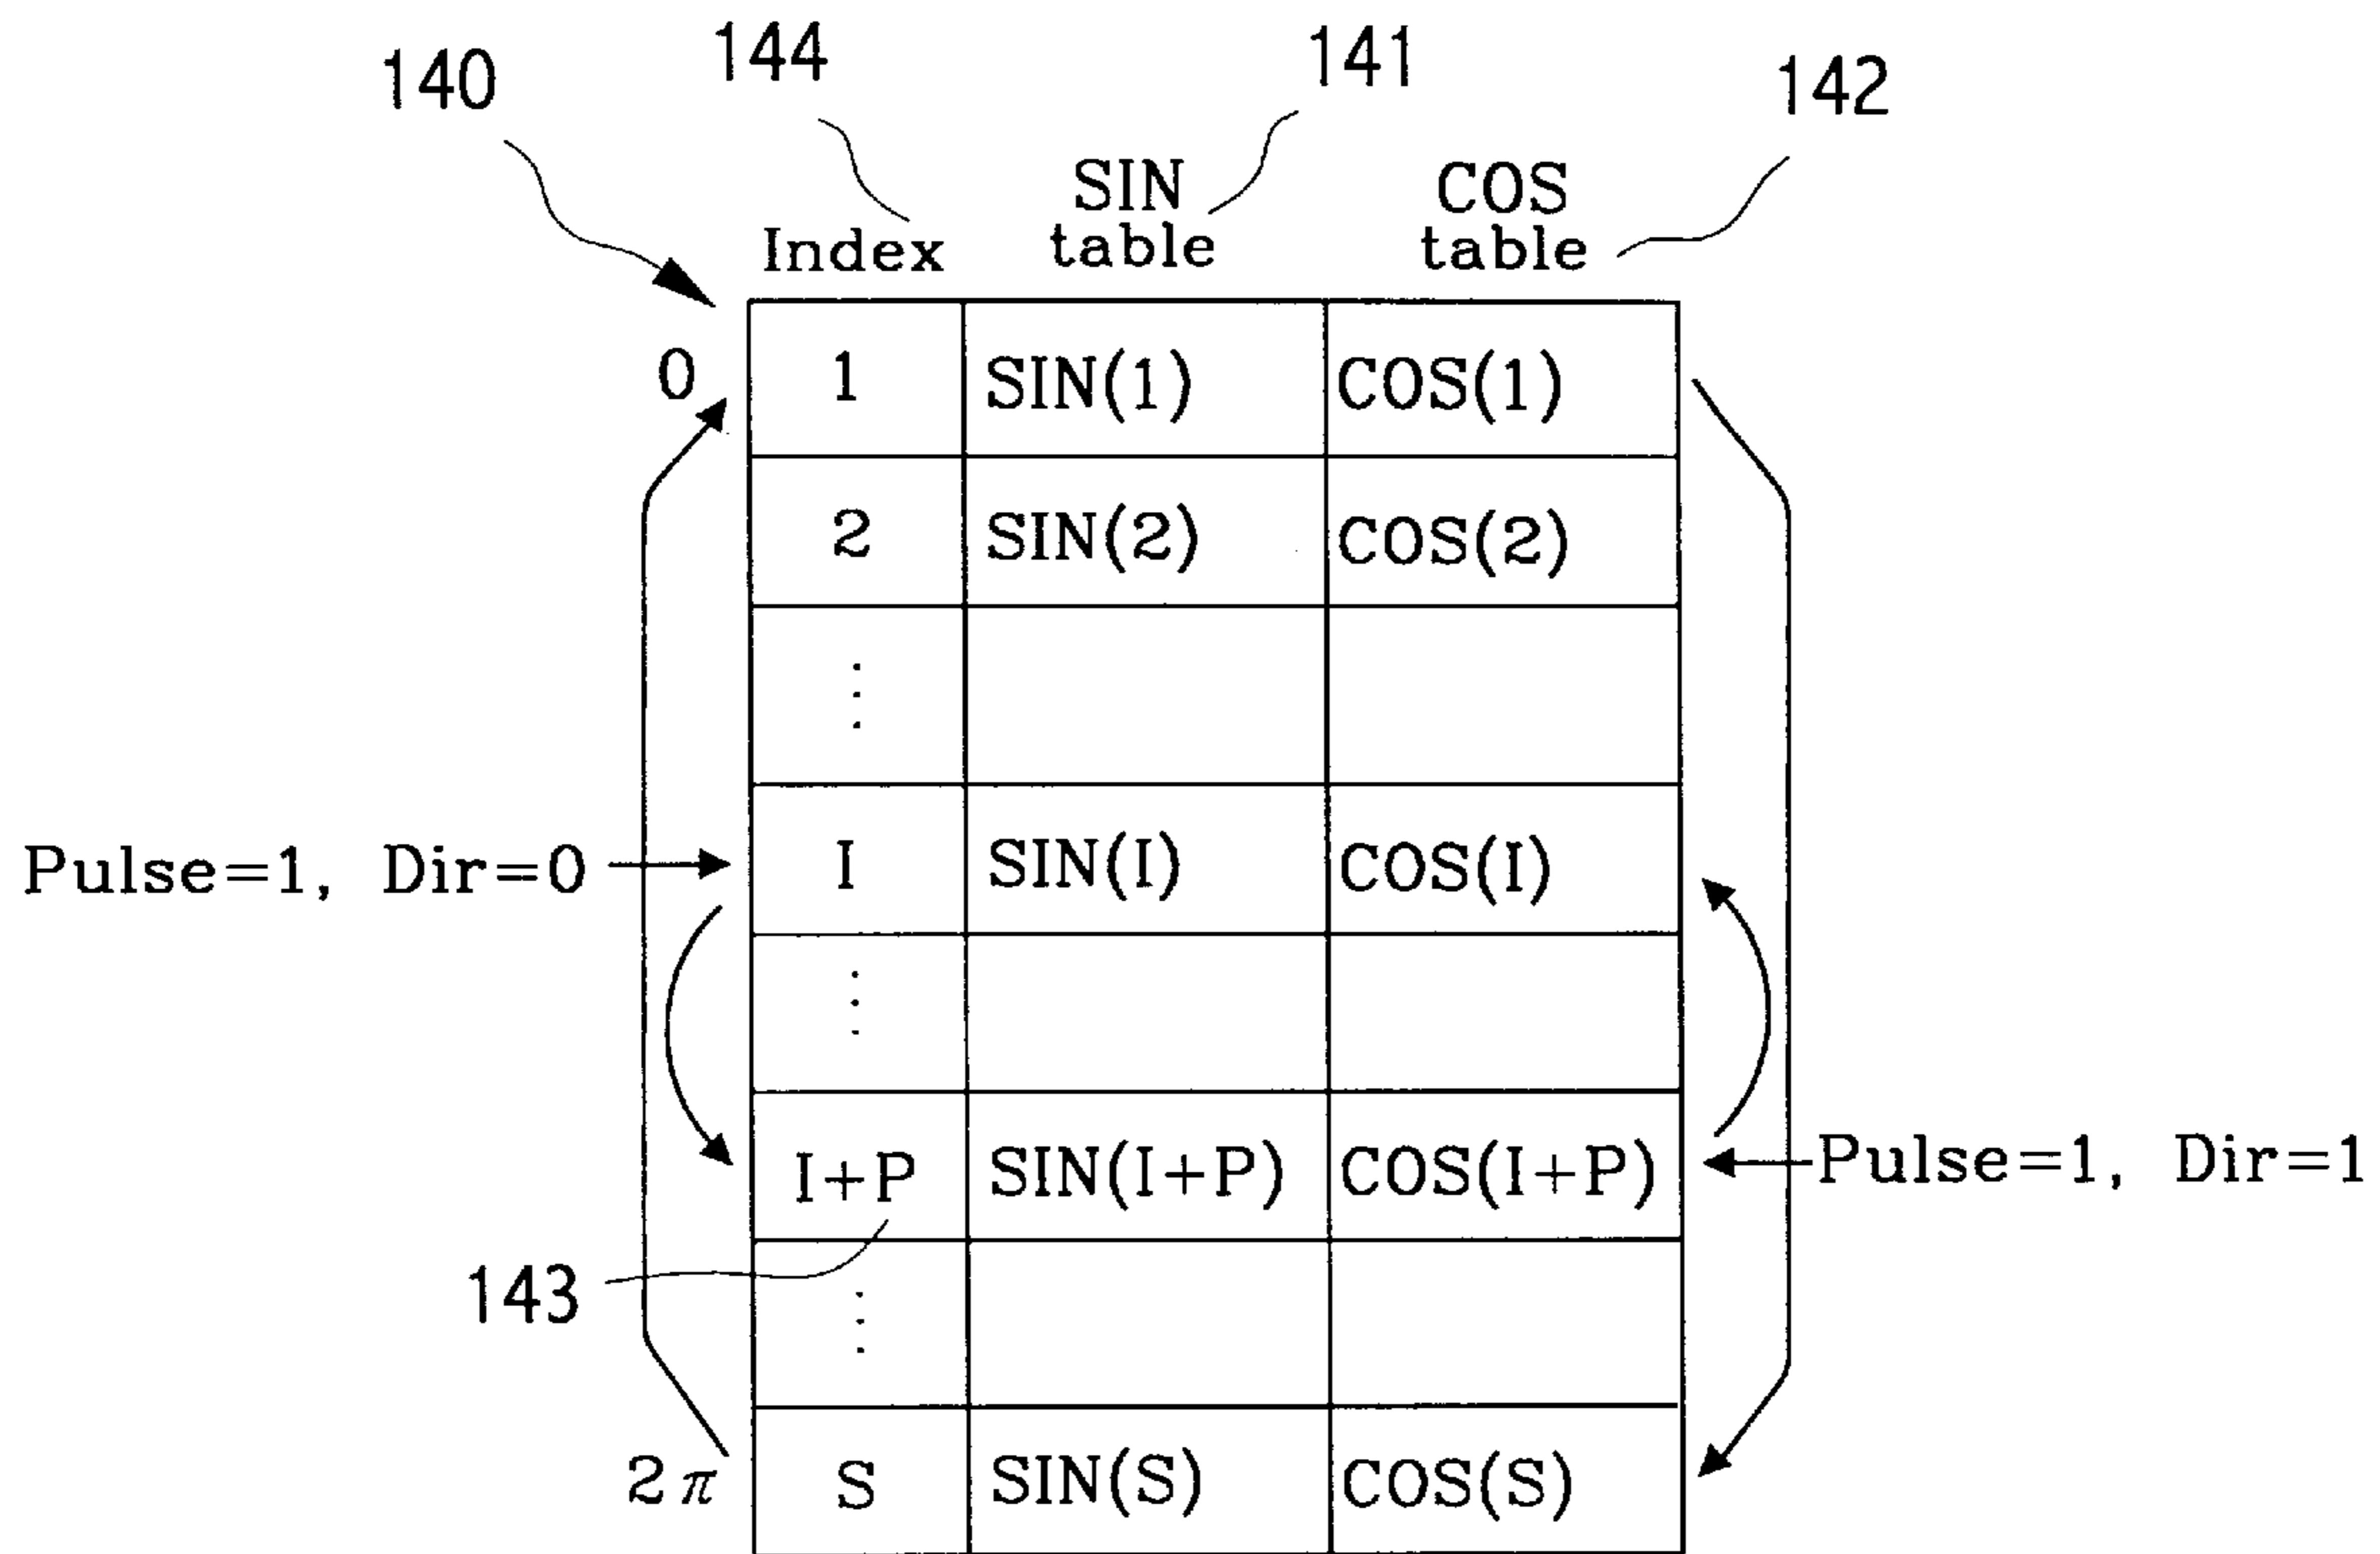 140 144 141 142
SIN COS
Index table table
0 1 SIN(1) COS(1)
2 SIN(2) COS(2)
Pulse=1, Dir=0 I SIN(I) COS(I)
I+P SIN(I+P) COS(I+P) Pulse=1, Dir=1
143
2π S SIN(S) COS(S)